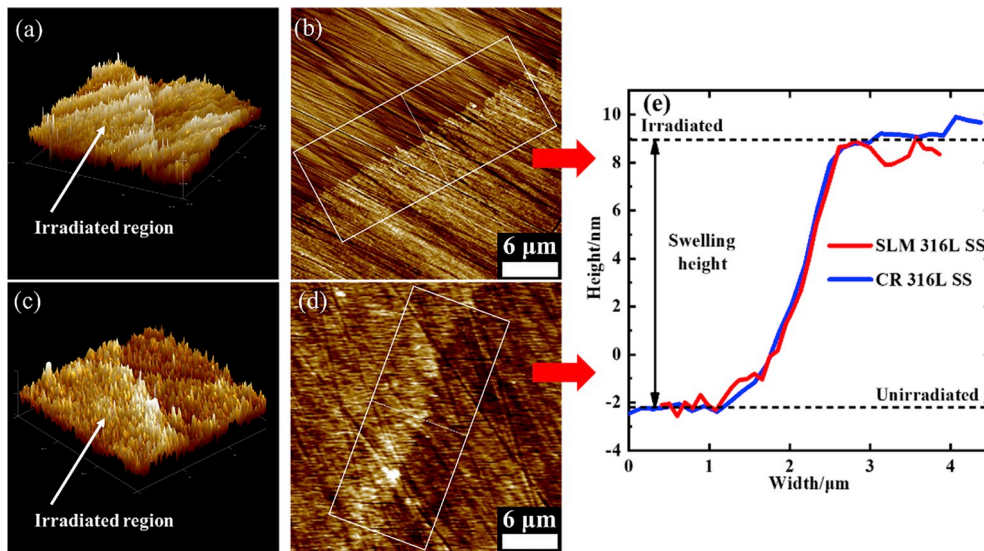 (a)
Irradiated region
(b)
6 µm
(c)
Irradiated region
(d)
6 µm
(e)
Irradiated
Swelling
height
SLM 316L SS
CR 316L SS
Unirradiated
Height/nm
10
8
6
4
2
0
-2
-4
0
1
2
3
4
Width/µm